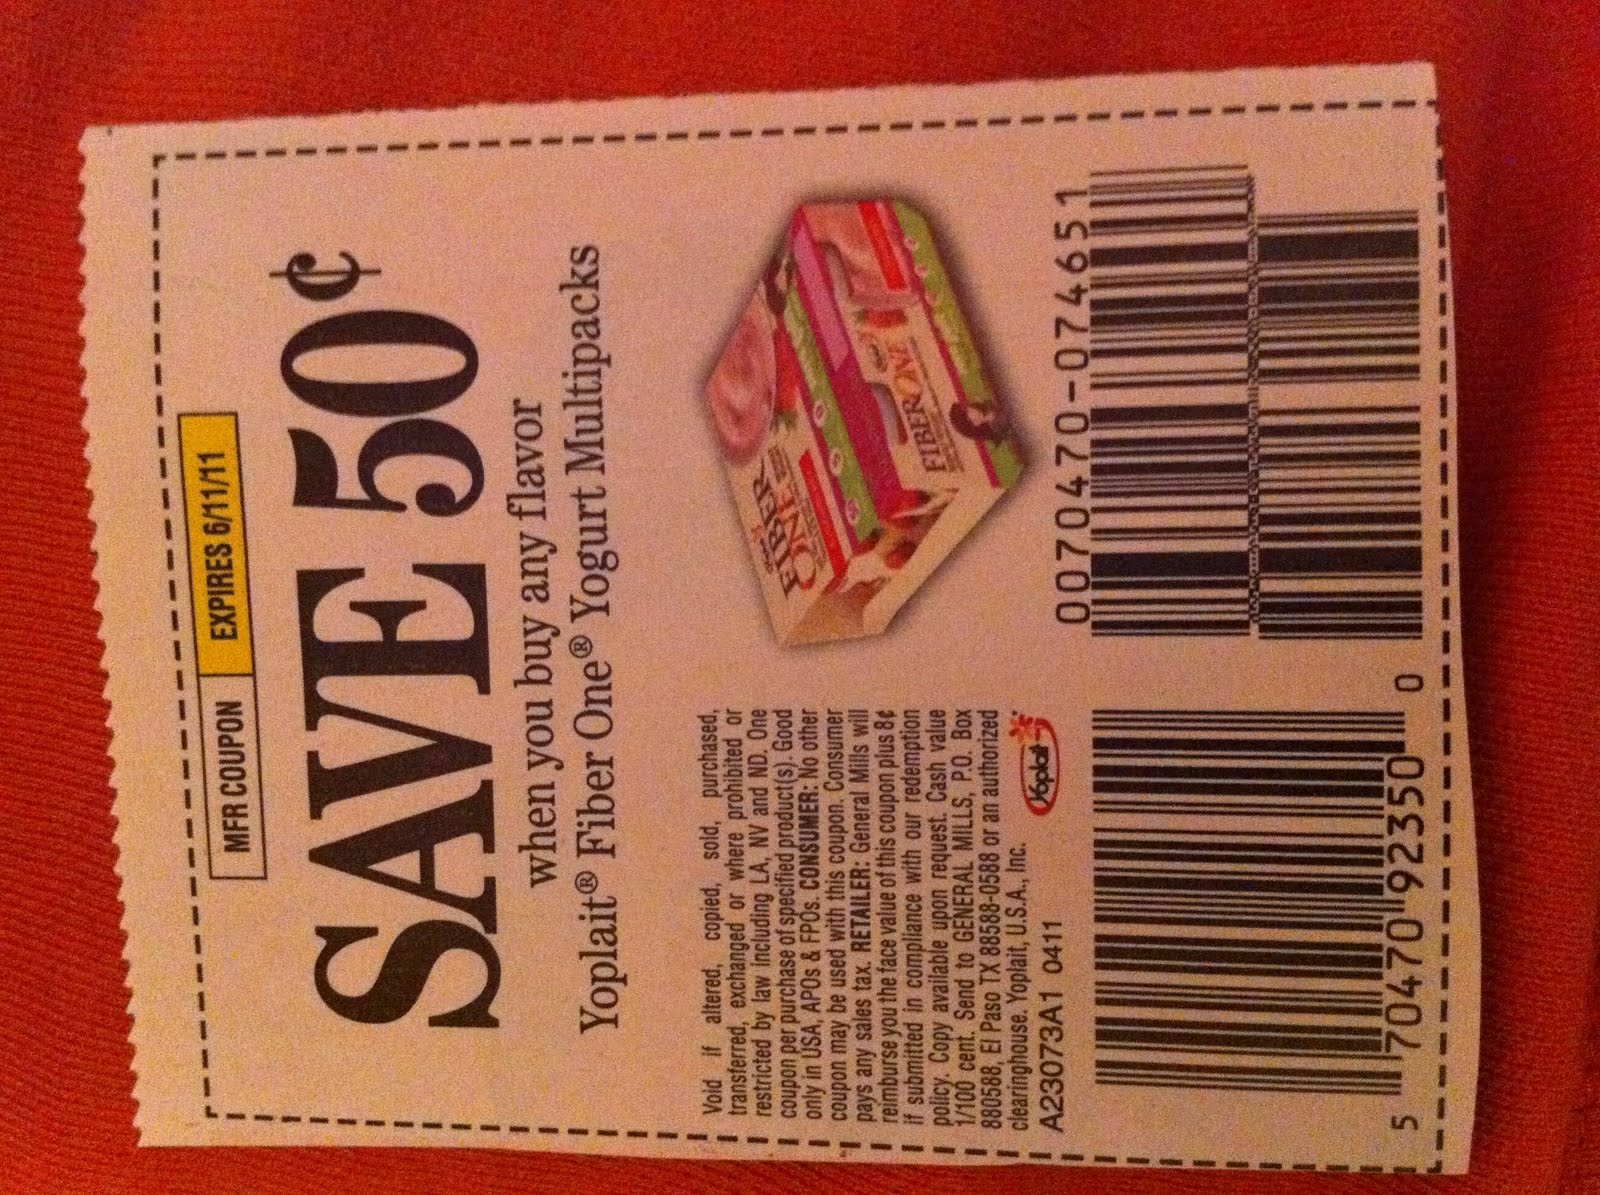 MFR COUPON EXPIRES 6/11/11
SAVE 50¢
when you buy any flavor
Yoplait® Fiber One® Yogurt Multipacks
Void if altered, copied, sold, purchased,
transferred, exchanged or where prohibited or
restricted by law including LA, NV and ND. One
coupon per purchase of specified product(s). Good
only in USA, APOs & FPOs. CONSUMER: No other
coupon may be used with this coupon. Consumer
pays any sales tax. RETAILER: General Mills will
reimburse you the face value of this coupon plus 8¢
if submitted in compliance with our redemption
policy. Copy available upon request. Cash value
1/100 cent. Send to GENERAL MILLS, P.O. Box
880588, El Paso TX 88588-0588 or an authorized
clearinghouse. Yoplait, U.S.A., Inc.
A23073A1 0411
Yoplait
FIBER
ONE
FIBER ONE
0070470-074651
5 70470 92350 0